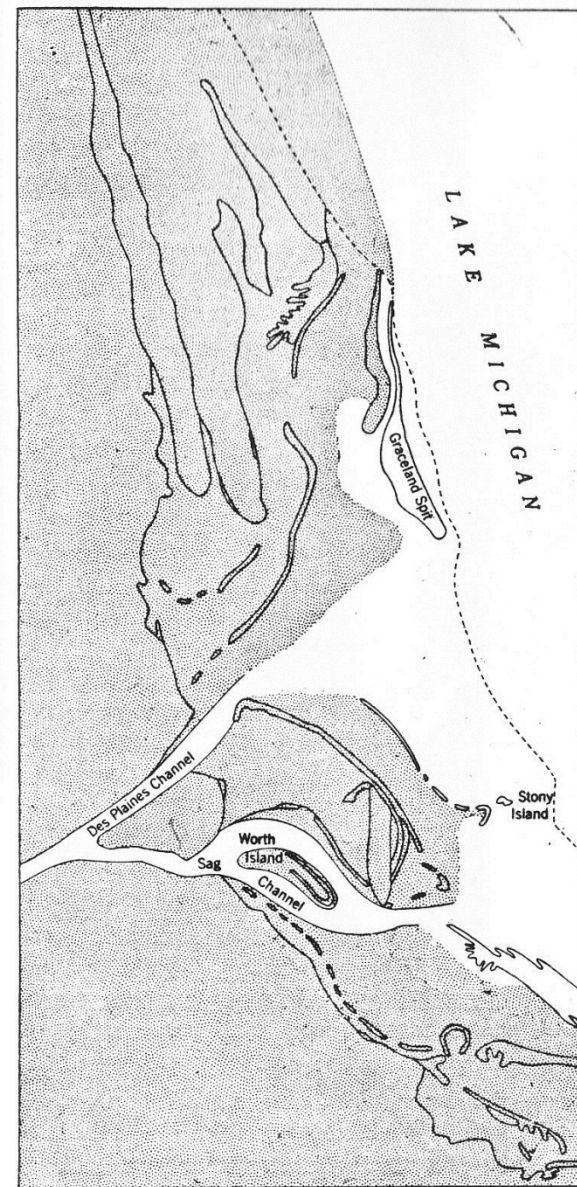 LAKE MICHIGAN
Graceland Spit
Des Plaines Channel
Stony
Island
Worth
Island
Sag
Channel